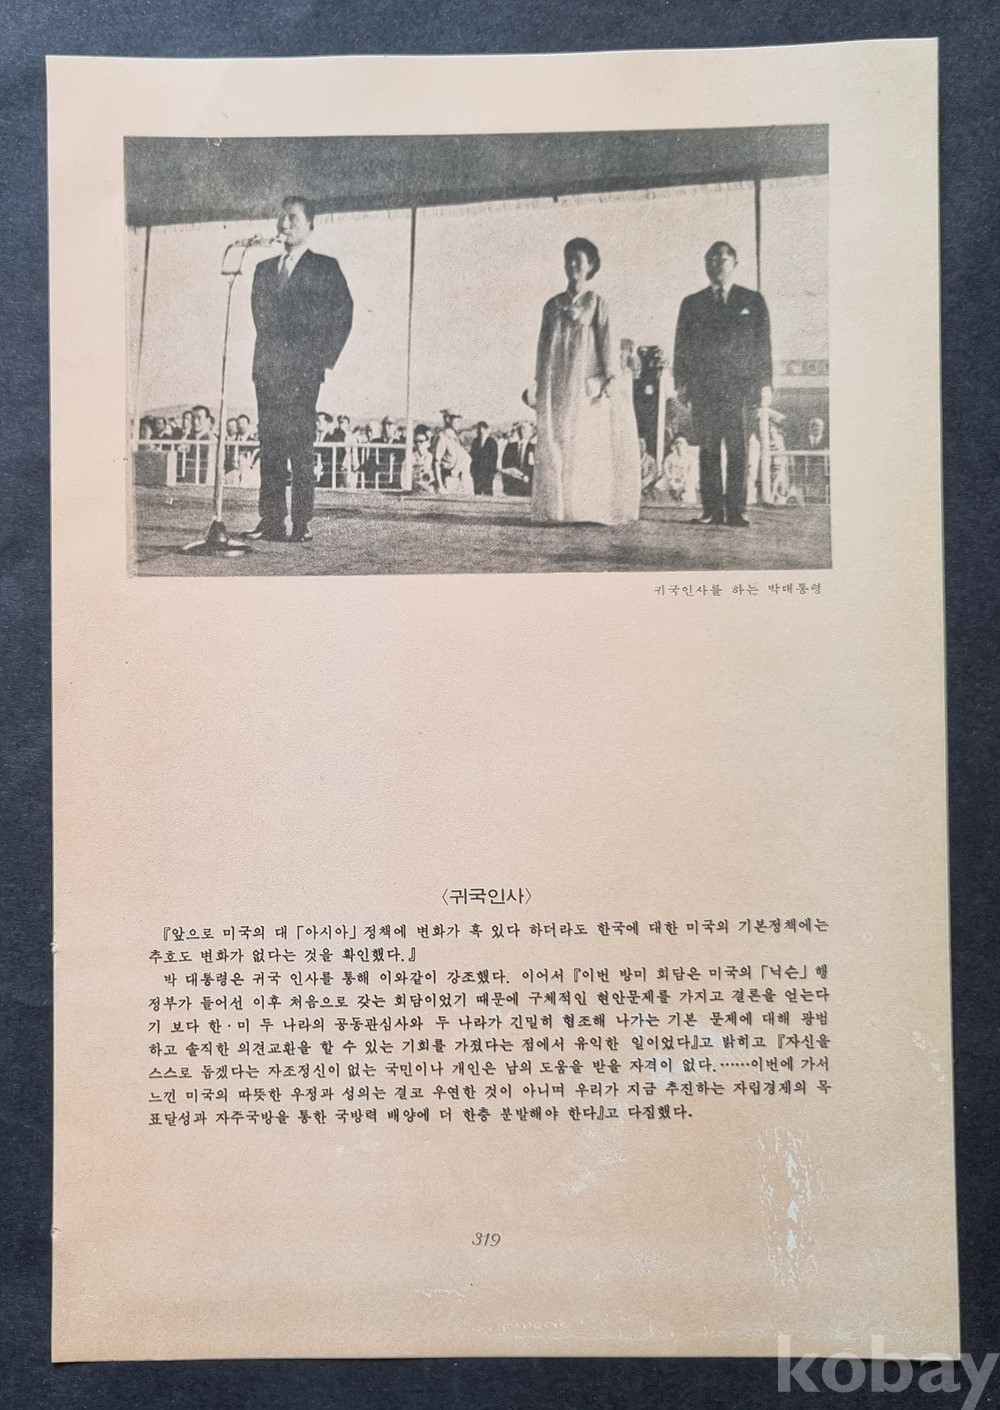 귀국인사를 하는 박대통령
〈귀국인사〉
『앞으로 미국의 대 「아시아」 정책에 변화가 혹 있다 하더라도 한국에 대한 미국의 기본정책에는
추호도 변화가 없다는 것을 확인했다.』
박 대통령은 귀국 인사를 통해 이와같이 강조했다. 이어서 『이번 방미 회담은 미국의 「닉슨」 행
정부가 들어선 이후 처음으로 갖는 회담이었기 때문에 구체적인 현안문제를 가지고 결론을 얻는다
기 보다 한·미 두 나라의 공동관심사와 두 나라가 긴밀히 협조해 나가는 기본 문제에 대해 광범
하고 솔직한 의견교환을 할 수 있는 기회를 가졌다는 점에서 유익한 일이었다』고 밝히고 『자신을
스스로 돕겠다는 자조정신이 없는 국민이나 개인은 남의 도움을 받을 자격이 없다.……이번에 가서
느낀 미국의 따뜻한 우정과 성의는 결코 우연한 것이 아니며 우리가 지금 추진하는 자립경제의 목
표달성과 자주국방을 통한 국방력 배양에 더 한층 분발해야 한다』고 다짐했다.
319
kobay